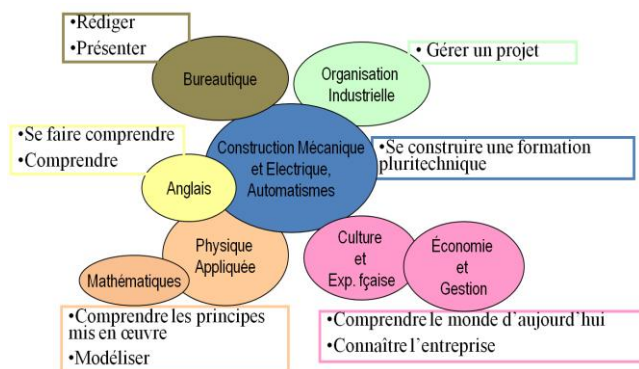 •Rédiger
•Présenter
Bureautique
Organisation
Industrielle
• Gérer un projet
•Se faire comprendre
•Comprendre
Anglais
Construction Mécanique
et Electrique,
Automatismes
•Se construire une formation
pluritechnique
Physique
Appliquée
Mathématiques
Culture
et
Exp. fçaise
Économie
et
Gestion
•Comprendre les principes
mis en œuvre
•Modéliser
•Comprendre le monde d'aujourd'hui
•Connaître l'entreprise